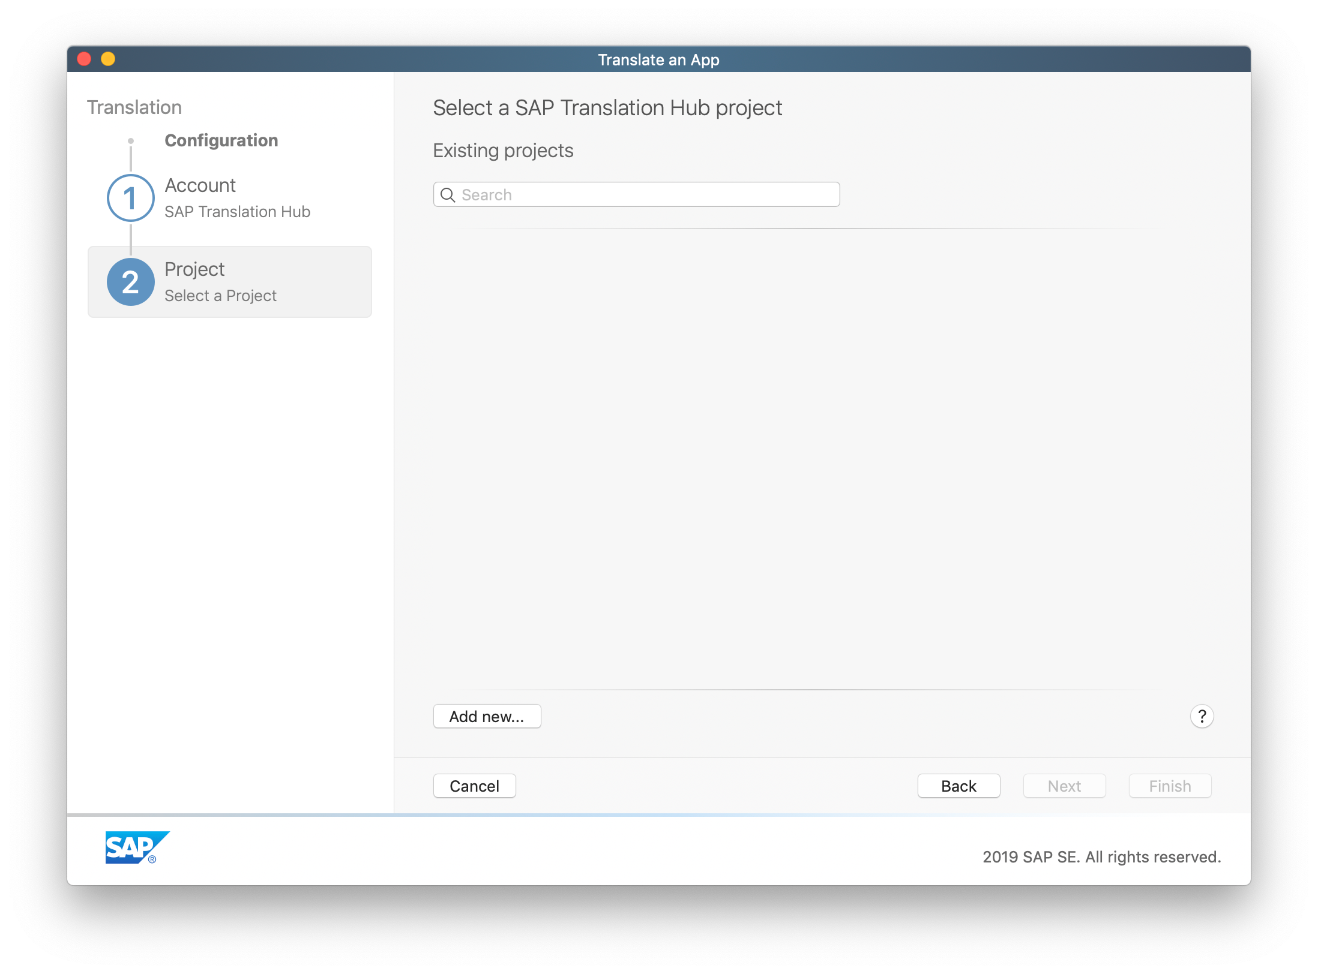 Translate an App
Translation
Configuration
1
Account
SAP Translation Hub
2
Project
Select a Project
Select a SAP Translation Hub project
Existing projects
Search
Add new...
?
Cancel
Back
Next
Finish
SAP®
2019 SAP SE. All rights reserved.